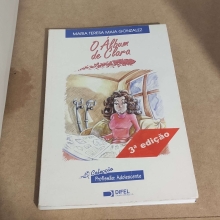 MARIA TERESA MAIA GONZALEZ
O Álbum
de Clara
3ª edição
Colecção
Profissão: Adolescente
DIFEL